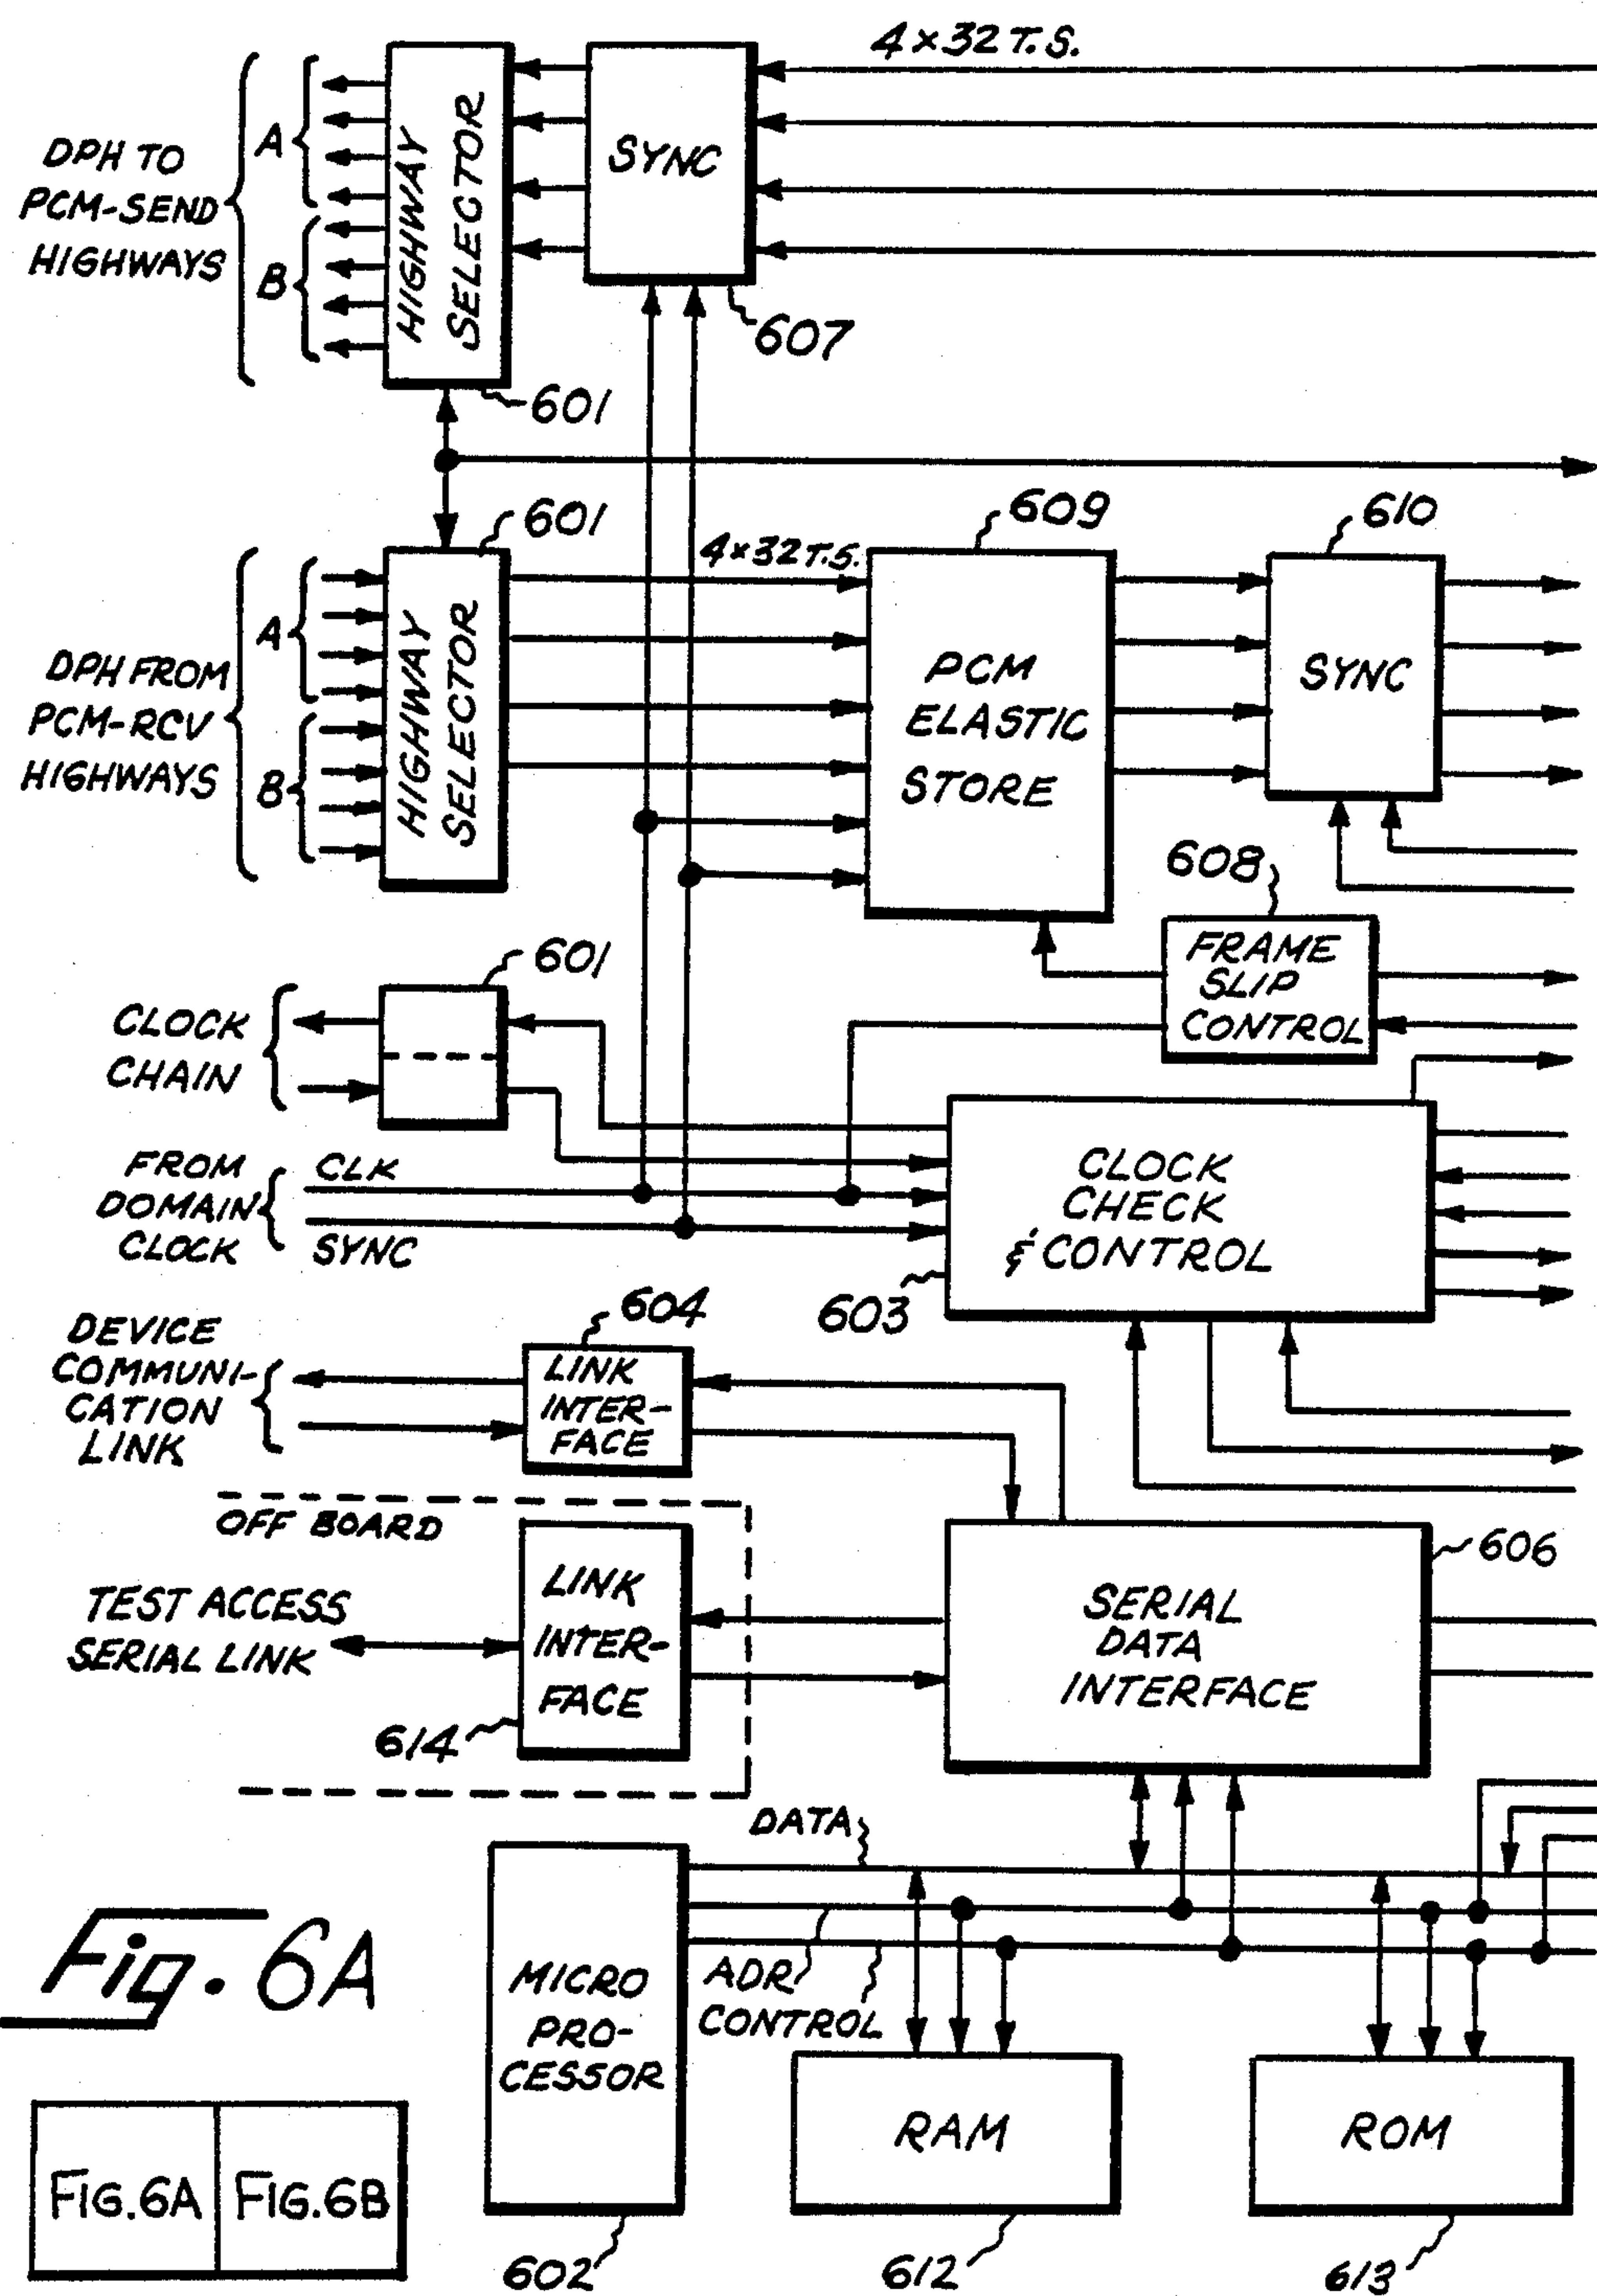 4×32 T.S.
DPH TO
PCM-SEND
HIGHWAYS
A
B
HIGHWAY
SELECTOR
SYNC
607
601
DPH FROM
PCM-RCV
HIGHWAYS
A
B
601
HIGHWAY
SELECTOR
4×32 T.S.
609
PCM
ELASTIC
STORE
610
SYNC
608
FRAME
SLIP
CONTROL
601
CLOCK
CHAIN
FROM
DOMAIN
CLOCK
CLK
SYNC
CLOCK
CHECK
& CONTROL
603
DEVICE
COMMUNI-
CATION
LINK
604
LINK
INTER-
FACE
OFF BOARD
TEST ACCESS
SERIAL LINK
LINK
INTER-
FACE
614
606
SERIAL
DATA
INTERFACE
DATA
ADR
CONTROL
MICRO
PRO-
CESSOR
602
RAM
612
ROM
613
Fig. 6A
FIG.6A FIG.6B